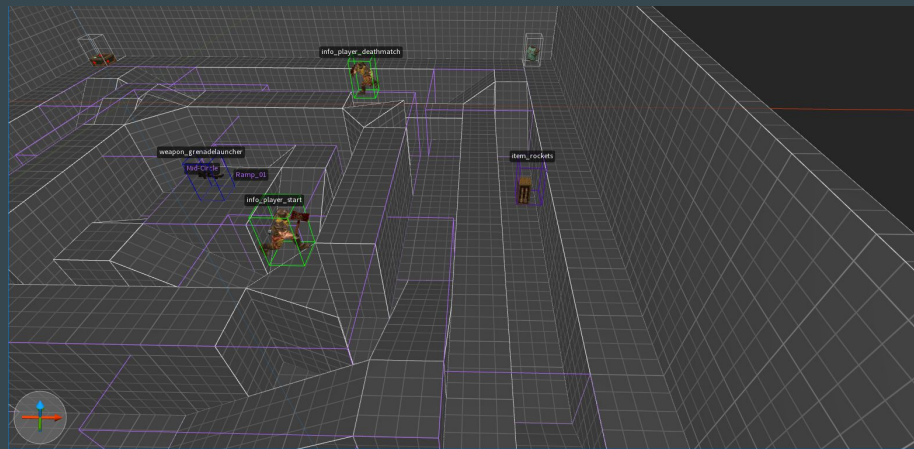 info_player_deathmatch
weapon_grenadelauncher
Mid-Circle
Ramp_01
item_rockets
info_player_start